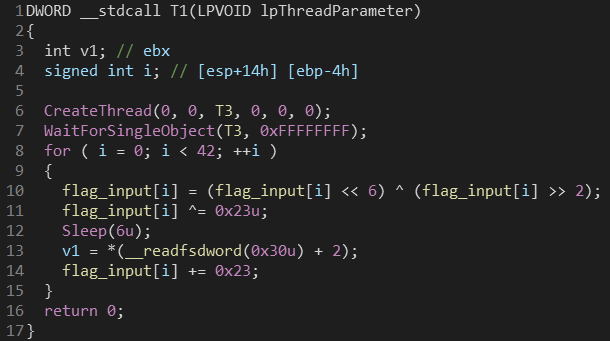 1DWORD __stdcall T1(LPVOID lpThreadParameter)
2{
3 int v1; // ebx
4 signed int i; // [esp+14h] [ebp-4h]
5
6 CreateThread(0, 0, T3, 0, 0, 0);
7 WaitForSingleObject(T3, 0xFFFFFFFF);
8 for ( i = 0; i < 42; ++i )
9 {
10 flag_input[i] = (flag_input[i] << 6) ^ (flag_input[i] >> 2);
11 flag_input[i] ^= 0x23u;
12 Sleep(6u);
13 v1 = *(__readfsdword(0x30u) + 2);
14 flag_input[i] += 0x23;
15 }
16 return 0;
17}